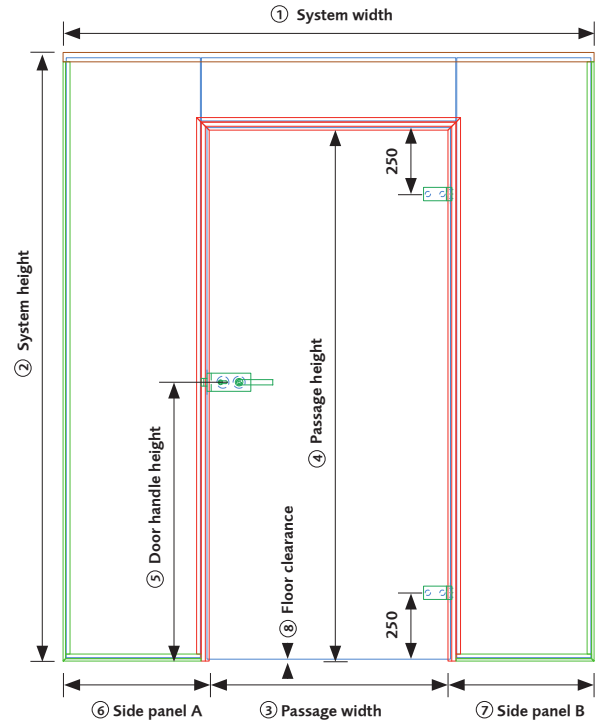 ① System width
250
② System height
④ Passage height
⑤ Door handle height
⑧ Floor clearance
250
⑥ Side panel A
③ Passage width
⑦ Side panel B